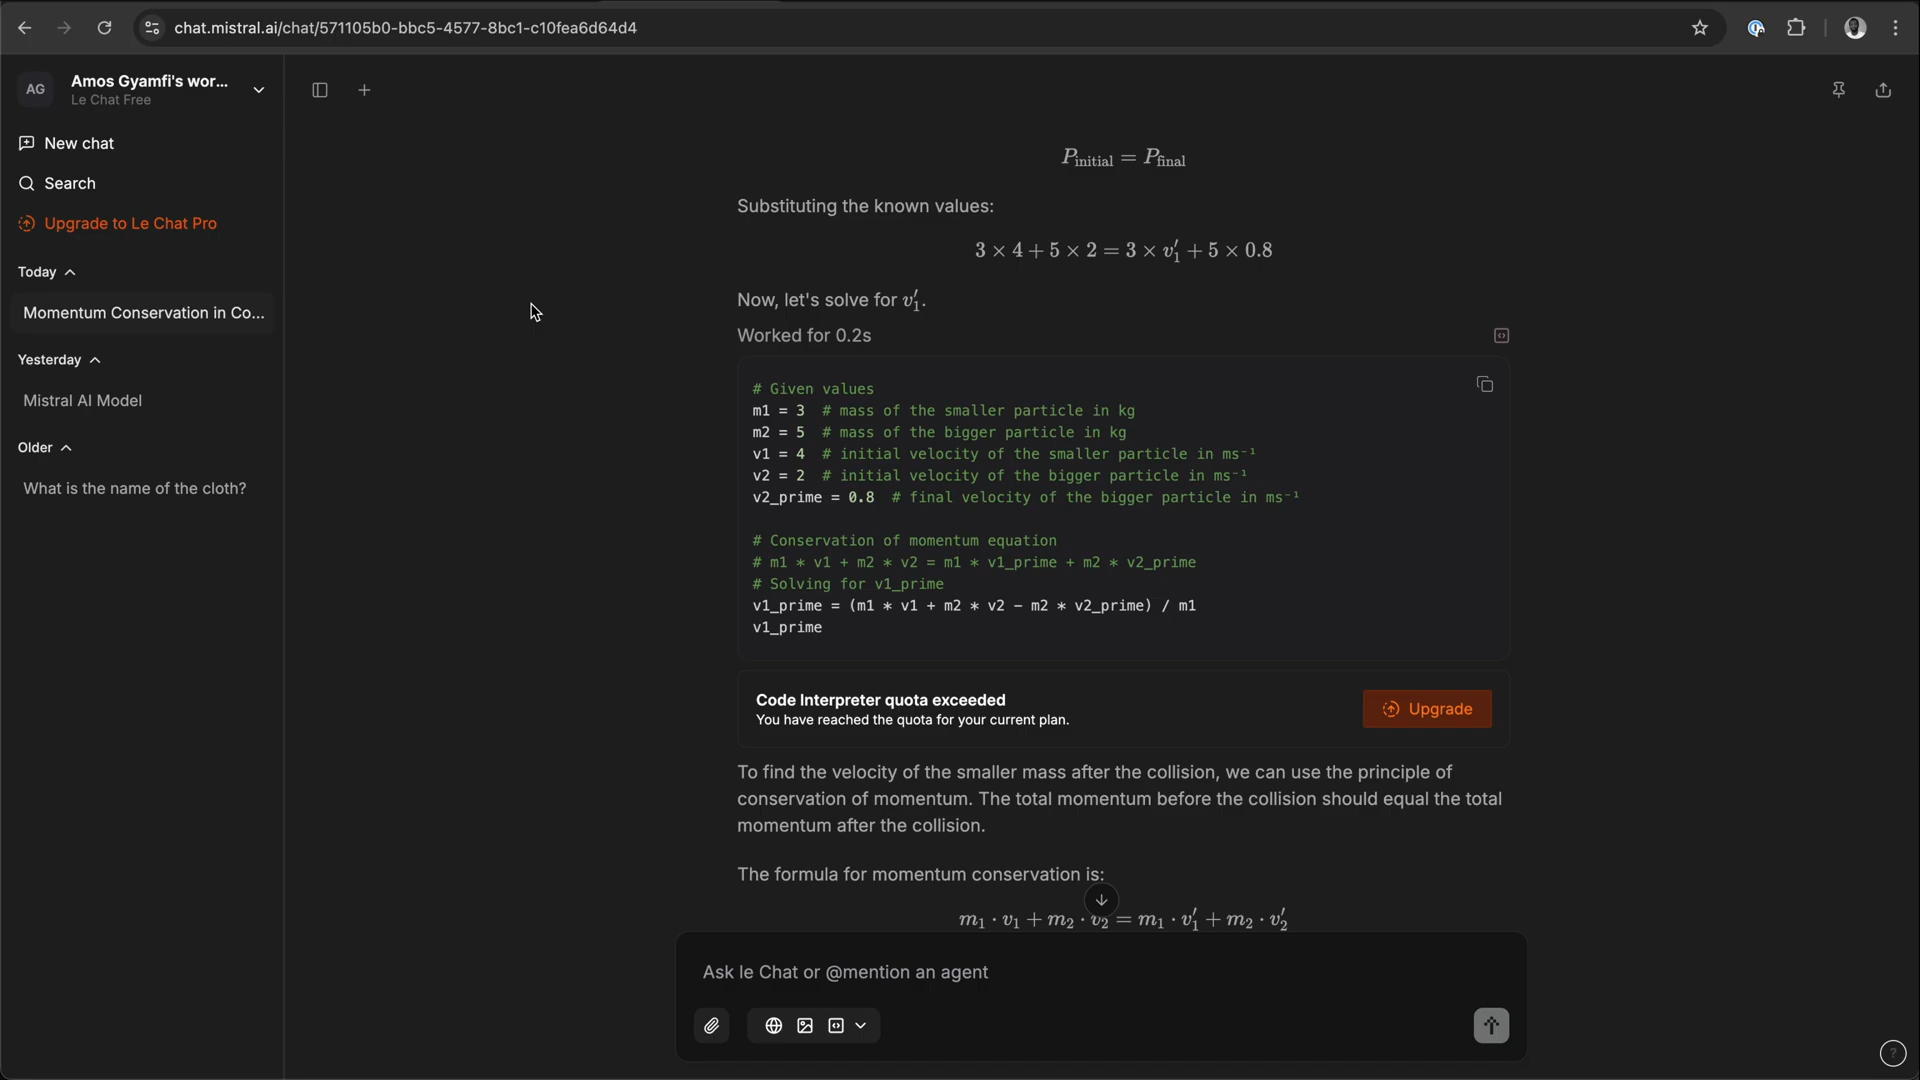 chat.mistral.ai/chat/571105b0-bbc5-4577-8bc1-c10fea6d64d4
AG
Amos Gyamfi's wor...
Le Chat Free
New chat
Search
Upgrade to Le Chat Pro
Today
Momentum Conservation in Co...
Yesterday
Mistral AI Model
Older
What is the name of the cloth?
P_initial = P_final
Substituting the known values:
3 × 4 + 5 × 2 = 3 × v′₁ + 5 × 0.8
Now, let's solve for v′₁.
Worked for 0.2s
# Given values
m1 = 3  # mass of the smaller particle in kg
m2 = 5  # mass of the bigger particle in kg
v1 = 4  # initial velocity of the smaller particle in ms⁻¹
v2 = 2  # initial velocity of the bigger particle in ms⁻¹
v2_prime = 0.8  # final velocity of the bigger particle in ms⁻¹
# Conservation of momentum equation
# m1 * v1 + m2 * v2 = m1 * v1_prime + m2 * v2_prime
# Solving for v1_prime
v1_prime = (m1 * v1 + m2 * v2 - m2 * v2_prime) / m1
v1_prime
Code Interpreter quota exceeded
You have reached the quota for your current plan.
Upgrade
To find the velocity of the smaller mass after the collision, we can use the principle of
conservation of momentum. The total momentum before the collision should equal the total
momentum after the collision.
The formula for momentum conservation is:
m₁ · v₁ + m₂ · v₂ = m₁ · v′₁ + m₂ · v′₂
Ask le Chat or @mention an agent
?